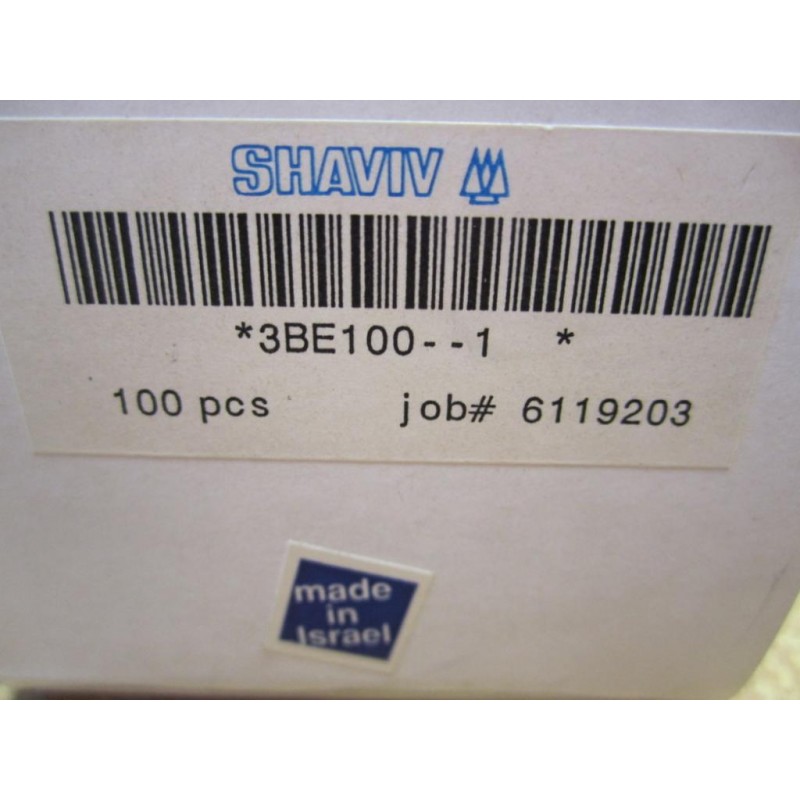 SHAVIV
*3BE100--1 *
100 pcs job# 6119203
made
in
Israel